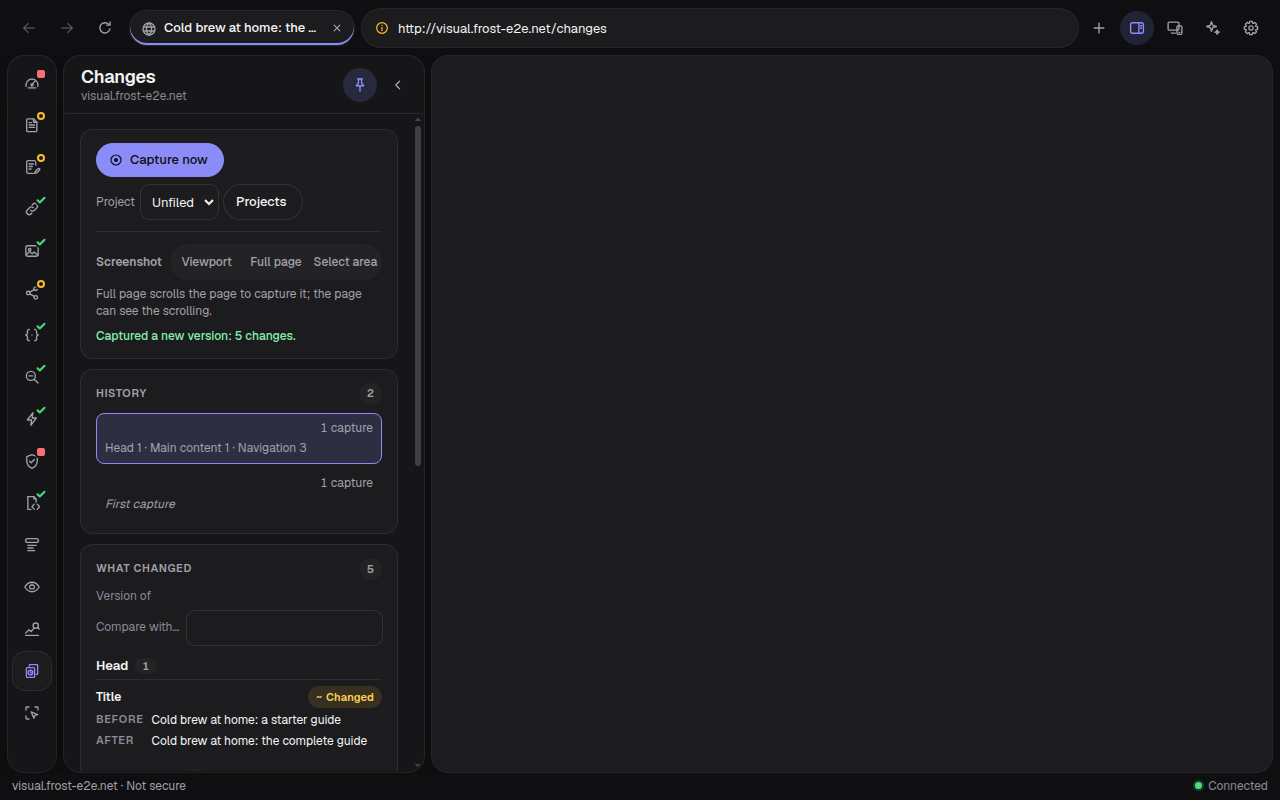 Cold brew at home: the ...
http://visual.frost-e2e.net/changes
Changes
visual.frost-e2e.net
Capture now
Project
Unfiled
Projects
Screenshot
Viewport
Full page
Select area
Full page scrolls the page to capture it; the page
can see the scrolling.
Captured a new version: 5 changes.
HISTORY
2
1 capture
Head 1 · Main content 1 · Navigation 3
1 capture
First capture
WHAT CHANGED
5
Version of
Compare with...
Head 1
Title
~ Changed
BEFORE Cold brew at home: a starter guide
AFTER Cold brew at home: the complete guide
visual.frost-e2e.net · Not secure
Connected